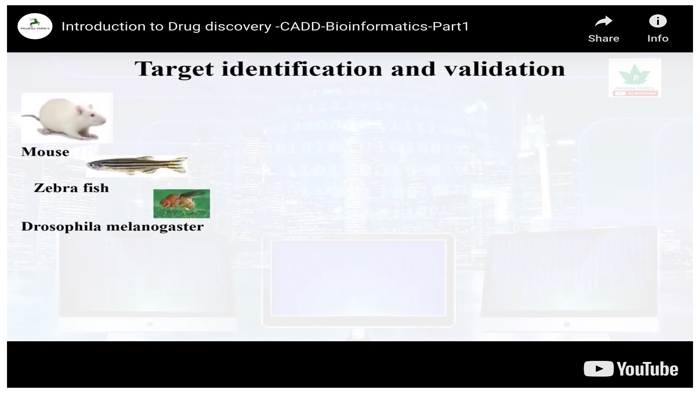 Introduction to Drug discovery -CADD-Bioinformatics-Part1
Share
Info
Target identification and validation
Mouse
Zebra fish
Drosophila melanogaster
YouTube